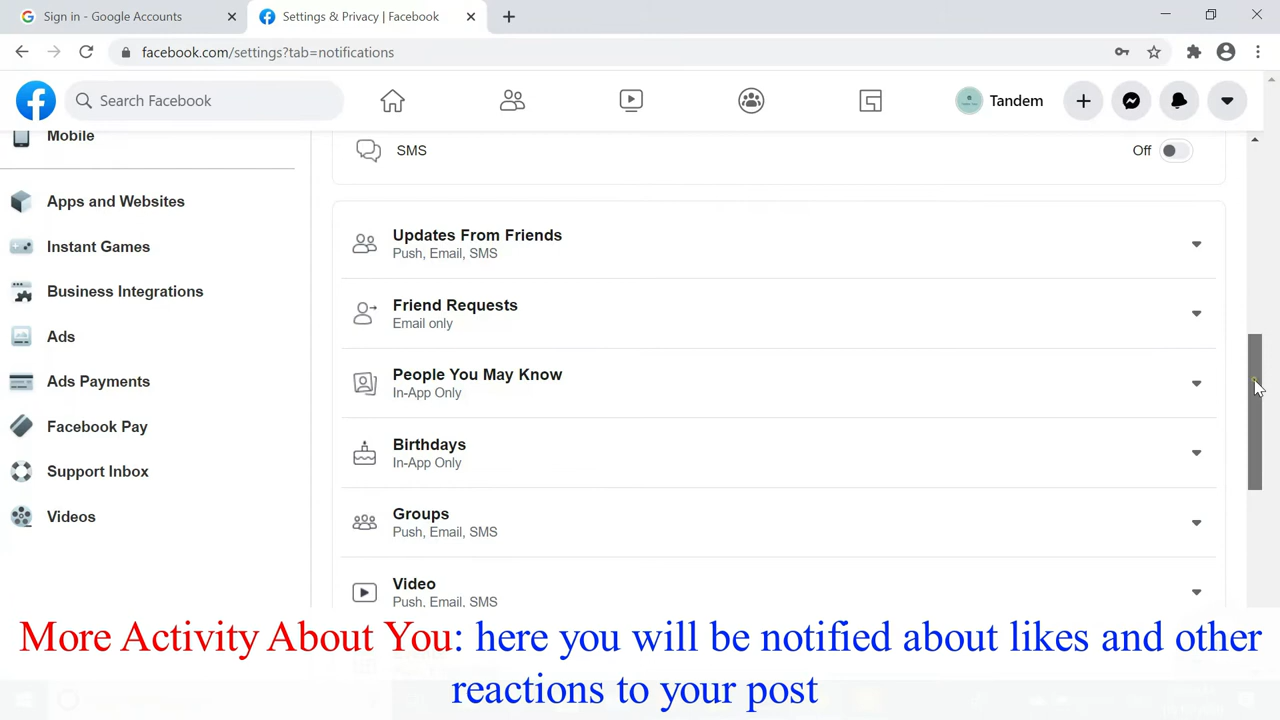 Sign in - Google Accounts
Settings & Privacy | Facebook
facebook.com/settings?tab=notifications
Search Facebook
Tandem
Mobile
Apps and Websites
Instant Games
Business Integrations
Ads
Ads Payments
Facebook Pay
Support Inbox
Videos
SMS
Off
Updates From Friends
Push, Email, SMS
Friend Requests
Email only
People You May Know
In-App Only
Birthdays
In-App Only
Groups
Push, Email, SMS
Video
Push, Email, SMS
More Activity About You: here you will be notified about likes and other
reactions to your post